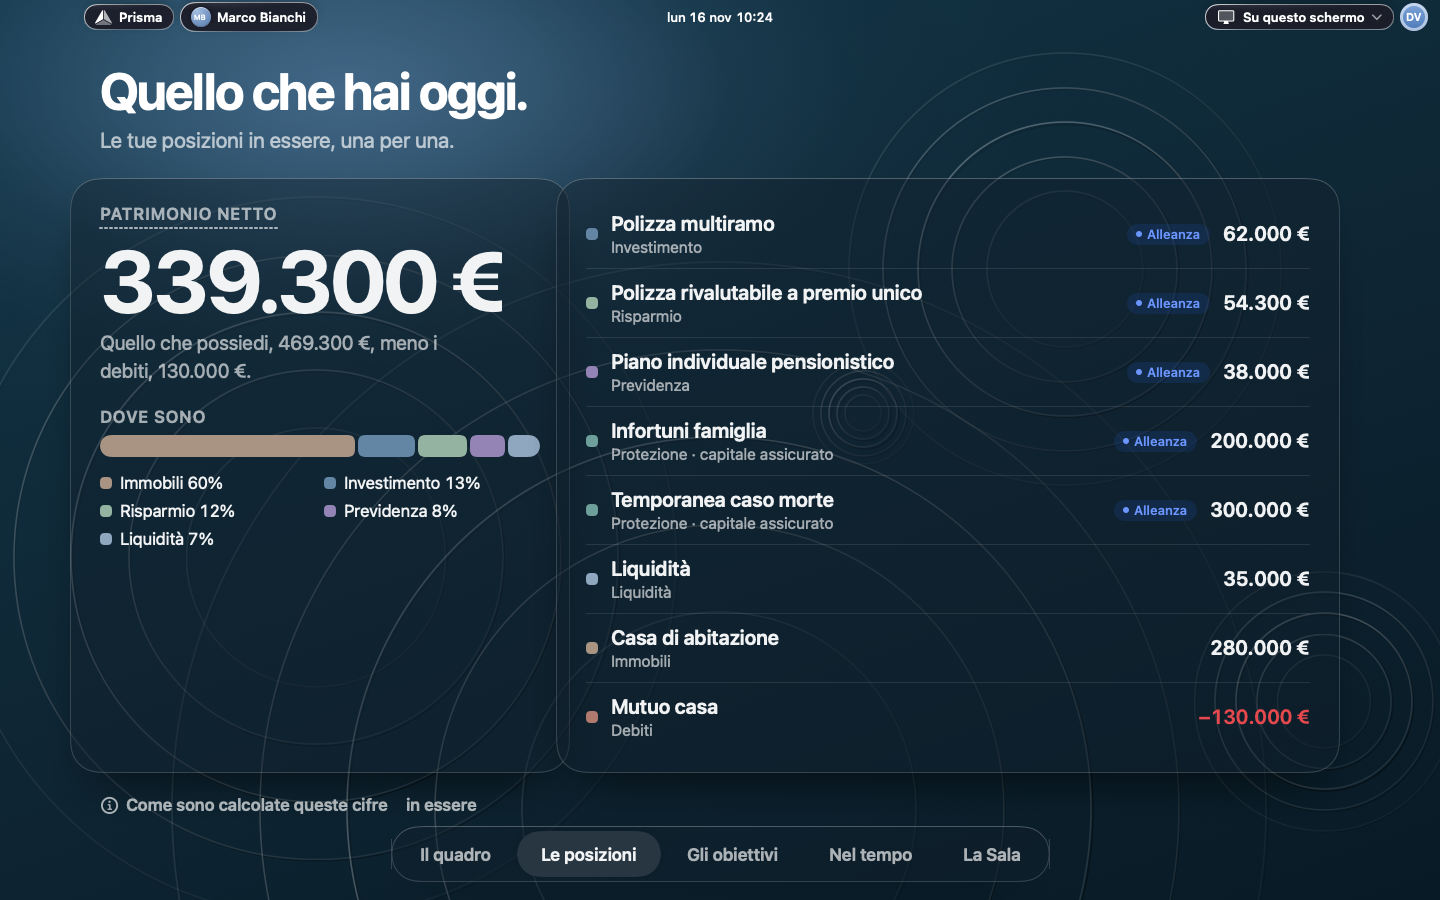 Prisma
MB Marco Bianchi
lun 16 nov 10:24
Su questo schermo
DV
Quello che hai oggi.
Le tue posizioni in essere, una per una.
PATRIMONIO NETTO
339.300 €
Quello che possiedi, 469.300 €, meno i
debiti, 130.000 €.
DOVE SONO
Immobili 60%
Investimento 13%
Risparmio 12%
Previdenza 8%
Liquidità 7%
Polizza multiramo
Investimento
Alleanza
62.000 €
Polizza rivalutabile a premio unico
Risparmio
Alleanza
54.300 €
Piano individuale pensionistico
Previdenza
Alleanza
38.000 €
Infortuni famiglia
Protezione · capitale assicurato
Alleanza
200.000 €
Temporanea caso morte
Protezione · capitale assicurato
Alleanza
300.000 €
Liquidità
Liquidità
35.000 €
Casa di abitazione
Immobili
280.000 €
Mutuo casa
Debiti
−130.000 €
Come sono calcolate queste cifre in essere
Il quadro
Le posizioni
Gli obiettivi
Nel tempo
La Sala